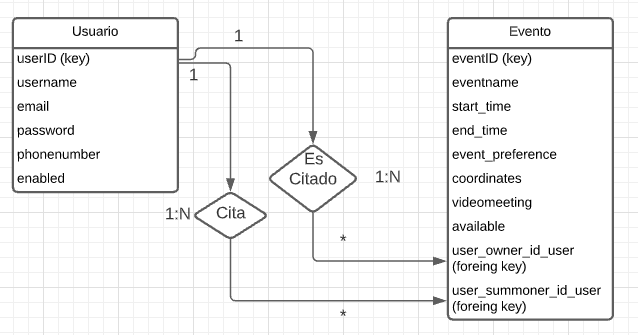 Usuario
userID (key)
username
email
password
phonenumber
enabled
1
1
Es
Citado
1:N
Cita
1:N
*
*
Evento
eventID (key)
eventname
start_time
end_time
event_preference
coordinates
videomeeting
available
user_owner_id_user
(foreing key)
user_summoner_id_user
(foreing key)